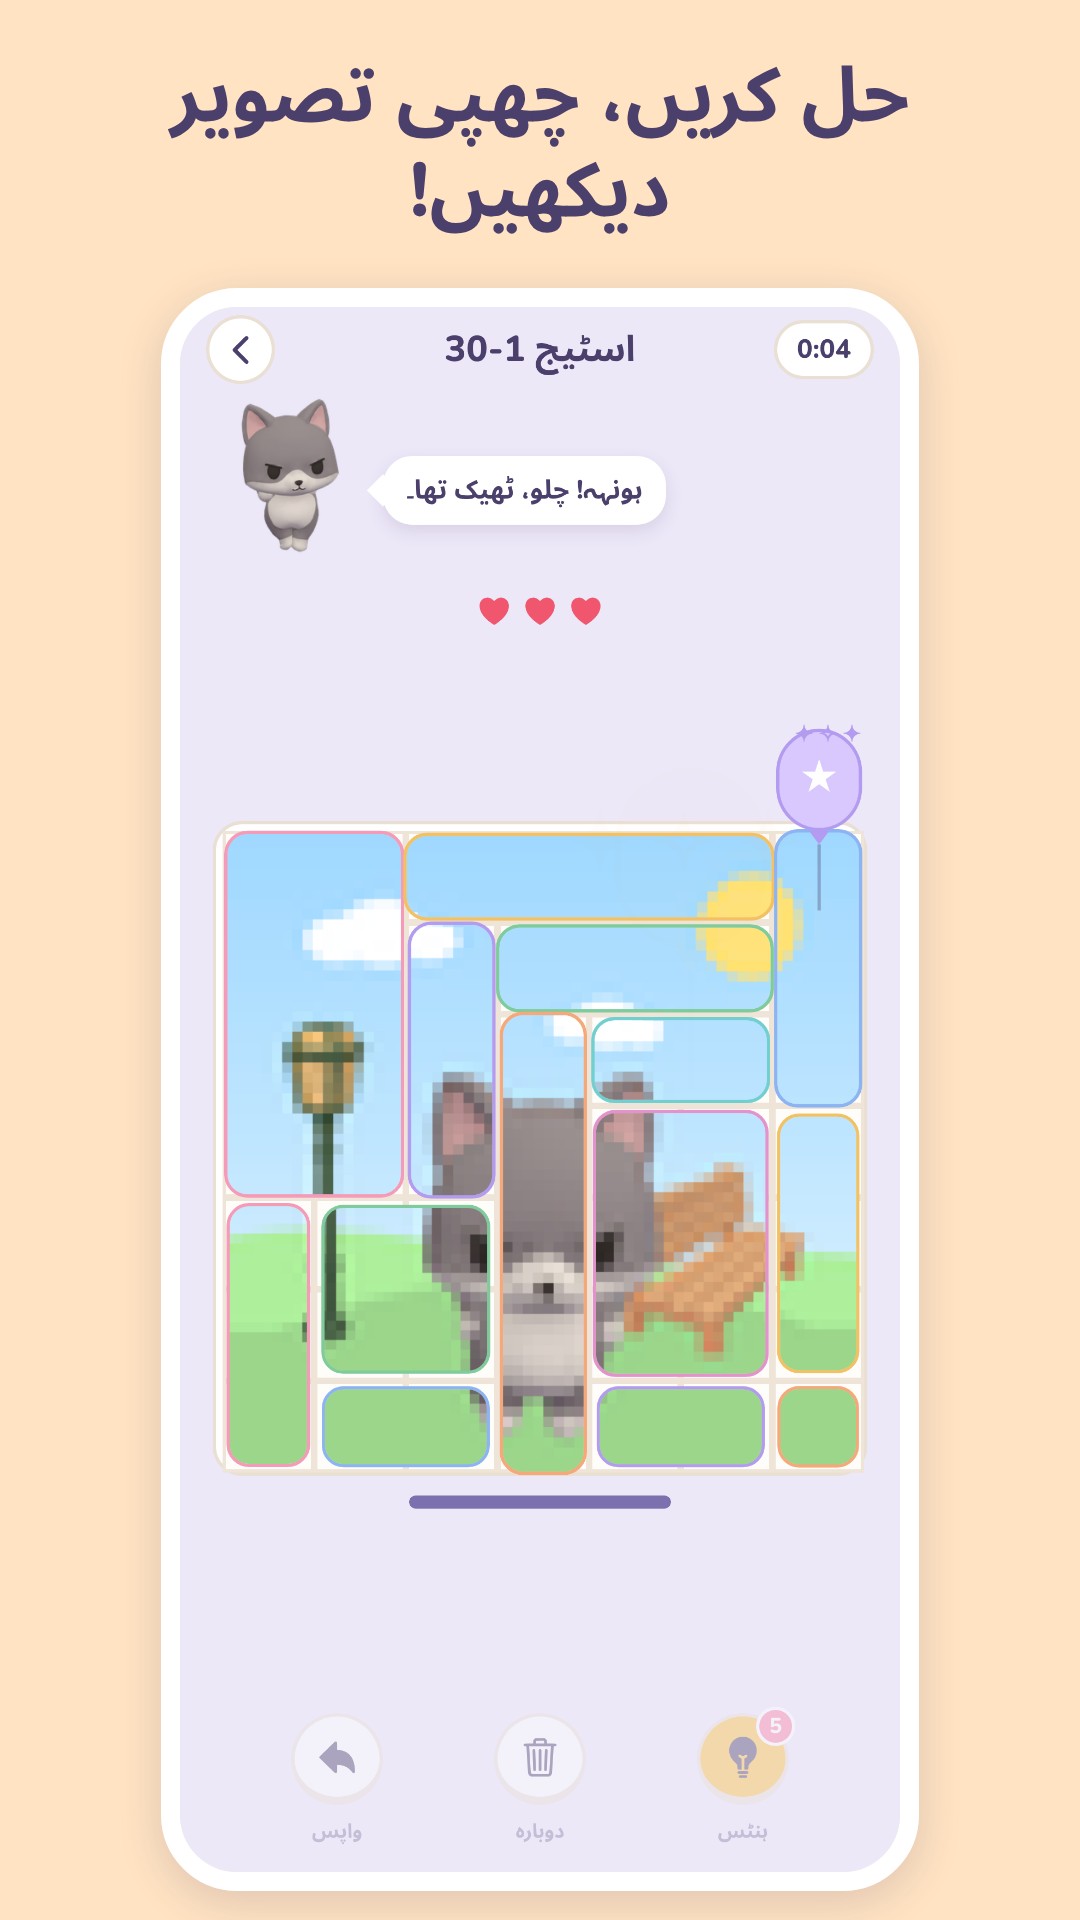 حل کریں، چھپی تصویر
دیکھیں!
اسٹیج 1-30
0:04
ہونہہ! چلو، ٹھیک تھا۔
5
واپس
دوبارہ
ہنٹس